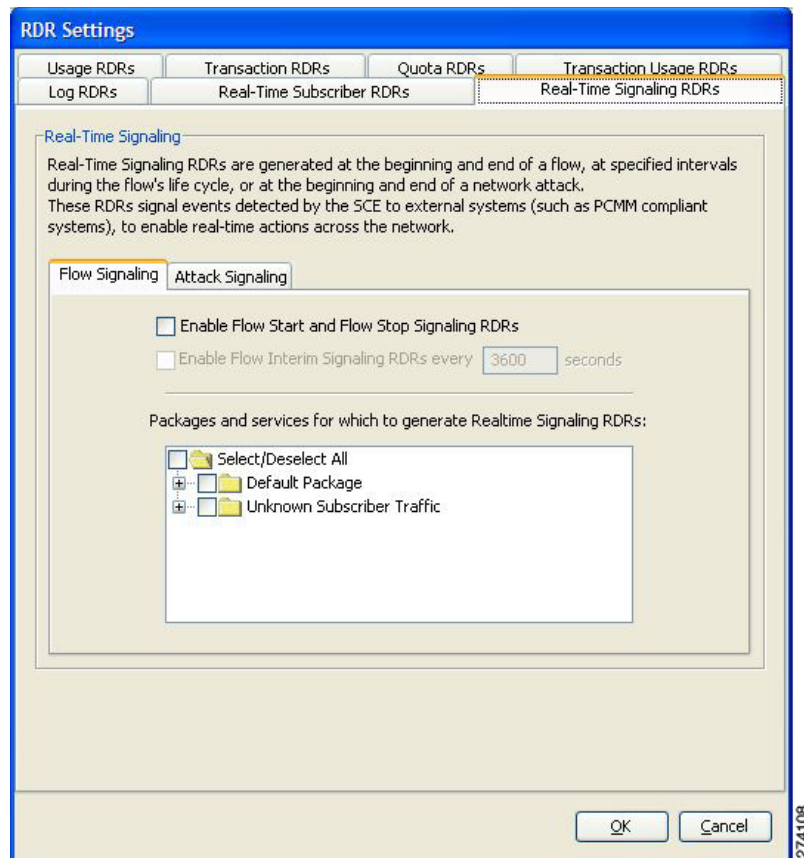 RDR Settings
Usage RDRs
Transaction RDRs
Quota RDRs
Transaction Usage RDRs
Log RDRs
Real-Time Subscriber RDRs
Real-Time Signaling RDRs
Real-Time Signaling
Real-Time Signaling RDRs are generated at the beginning and end of a flow, at specified intervals
during the flow's life cycle, or at the beginning and end of a network attack.
These RDRs signal events detected by the SCE to external systems (such as PCMM compliant
systems), to enable real-time actions across the network.
Flow Signaling
Attack Signaling
Enable Flow Start and Flow Stop Signaling RDRs
Enable Flow Interim Signaling RDRs every 3600 seconds
Packages and services for which to generate Realtime Signaling RDRs:
Select/Deselect All
Default Package
Unknown Subscriber Traffic
OK
Cancel
274108